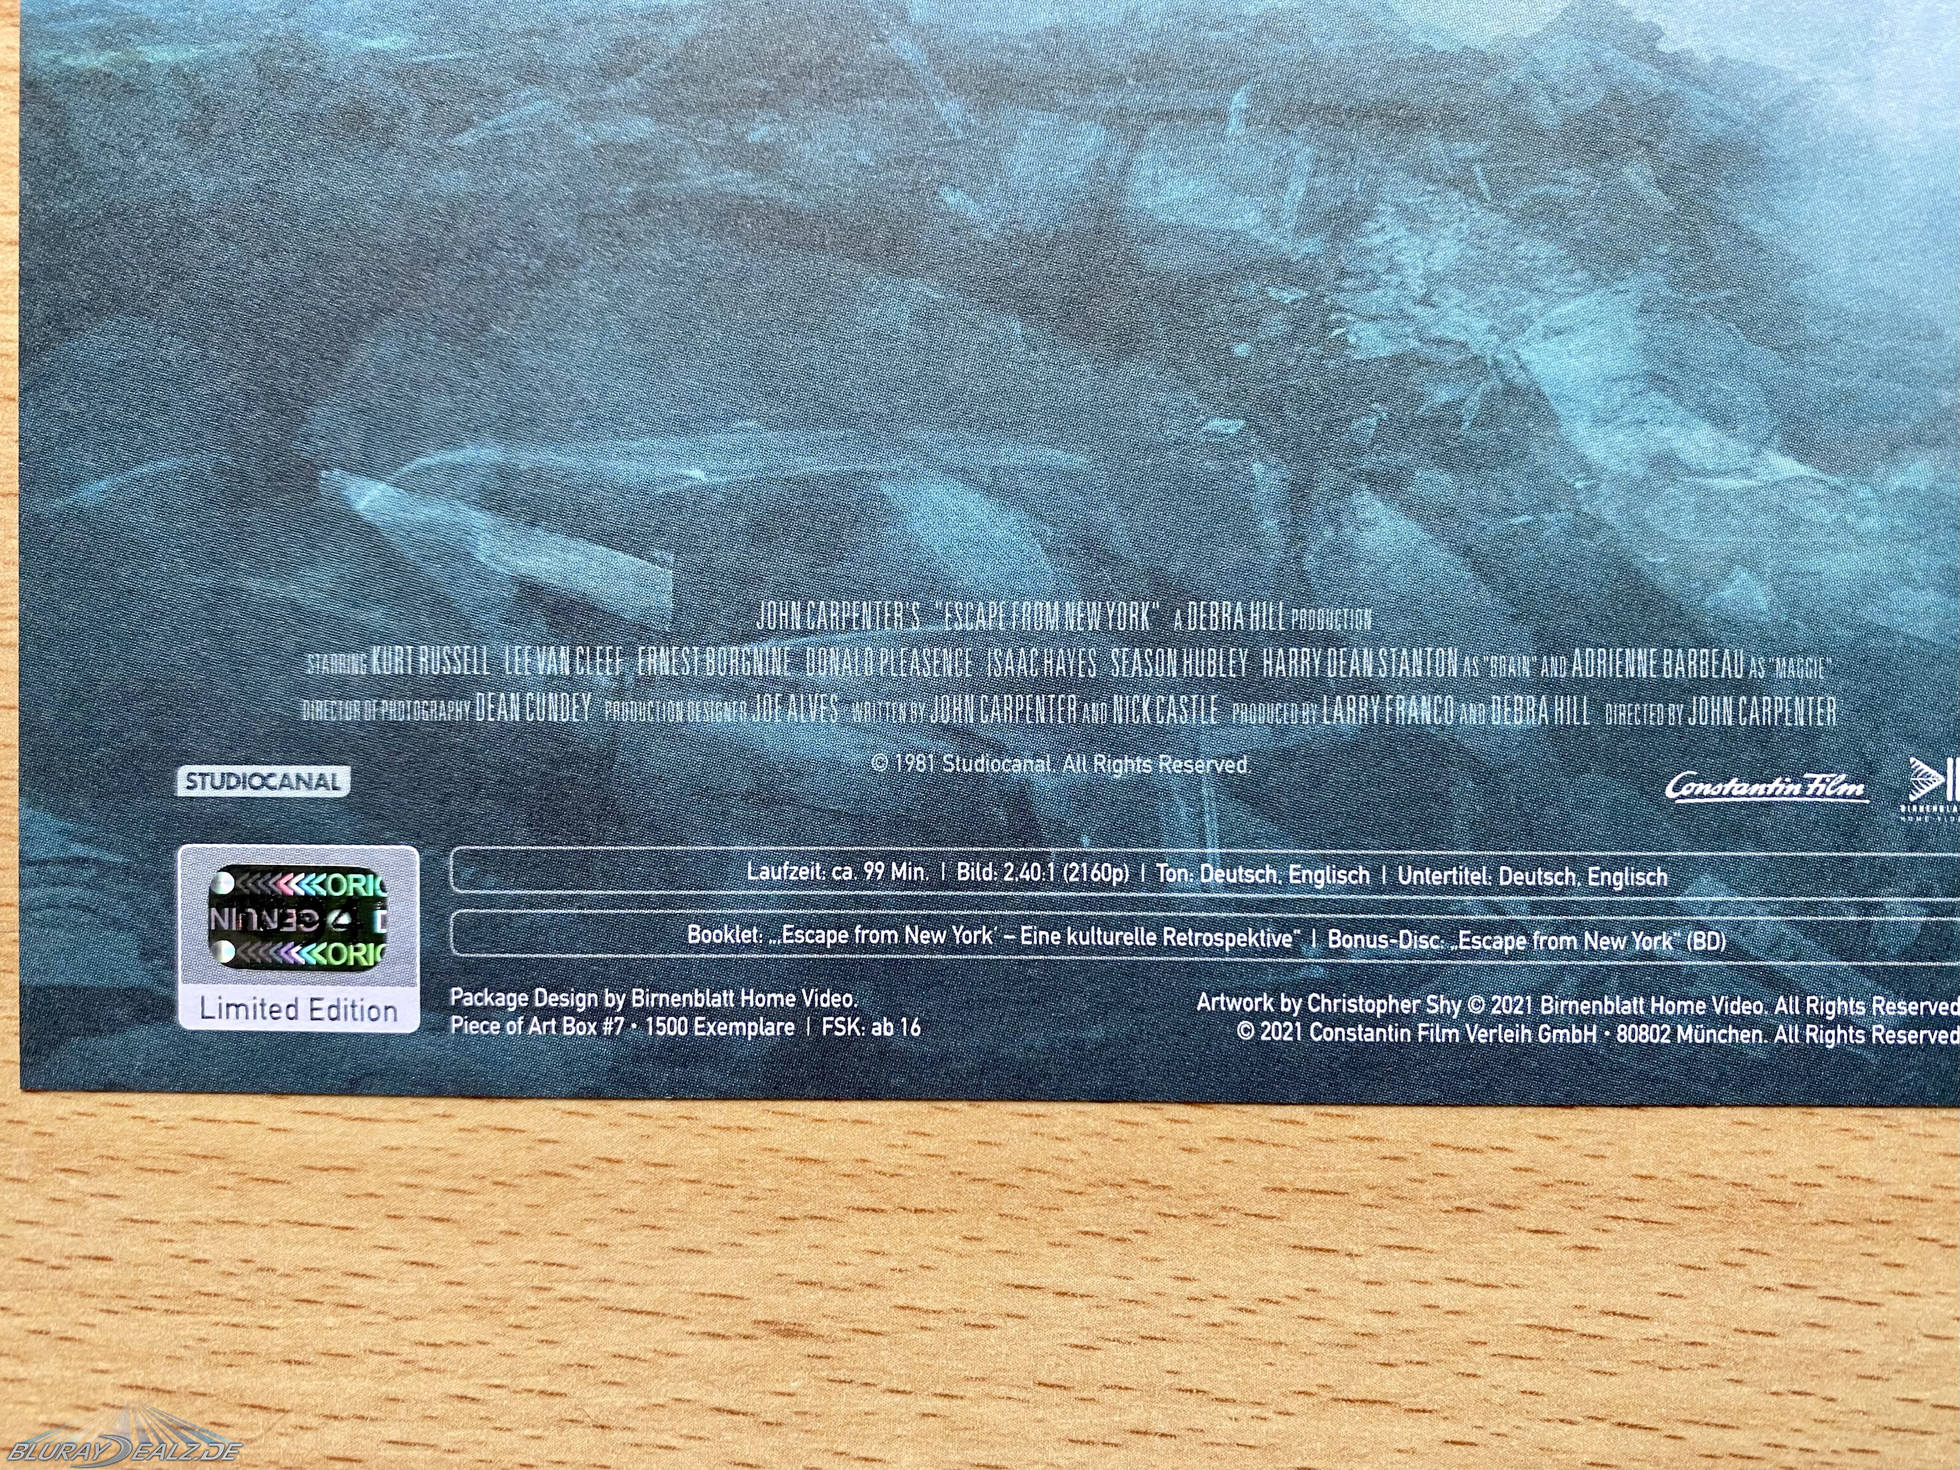 JOHN CARPENTER'S "ESCAPE FROM NEW YORK" A DEBRA HILL PRODUCTION
STARRING KURT RUSSELL LEE VAN CLEEF ERNEST BORGNINE DONALD PLEASENCE ISAAC HAYES SEASON HUBLEY HARRY DEAN STANTON AS "BRAIN" AND ADRIENNE BARBEAU AS "MAGGIE"
DIRECTOR OF PHOTOGRAPHY DEAN CUNDEY PRODUCTION DESIGNER JOE ALVES WRITTEN BY JOHN CARPENTER AND NICK CASTLE PRODUCED BY LARRY FRANCO AND DEBRA HILL DIRECTED BY JOHN CARPENTER
© 1981 Studiocanal. All Rights Reserved.
STUDIOCANAL
Constantin Film
HOME
ORIG
GENUIN
ORIG
Limited Edition
Laufzeit: ca. 99 Min. | Bild: 2.40:1 (2160p) | Ton: Deutsch, Englisch | Untertitel: Deutsch, Englisch
Booklet: „‚Escape from New York‘ – Eine kulturelle Retrospektive“ | Bonus-Disc: „Escape from New York“ (BD)
Package Design by Birnenblatt Home Video.
Piece of Art Box #7 • 1500 Exemplare | FSK: ab 16
Artwork by Christopher Shy © 2021 Birnenblatt Home Video. All Rights Reserved
© 2021 Constantin Film Verleih GmbH • 80802 München. All Rights Reserved
BLURAYDEALZ.DE